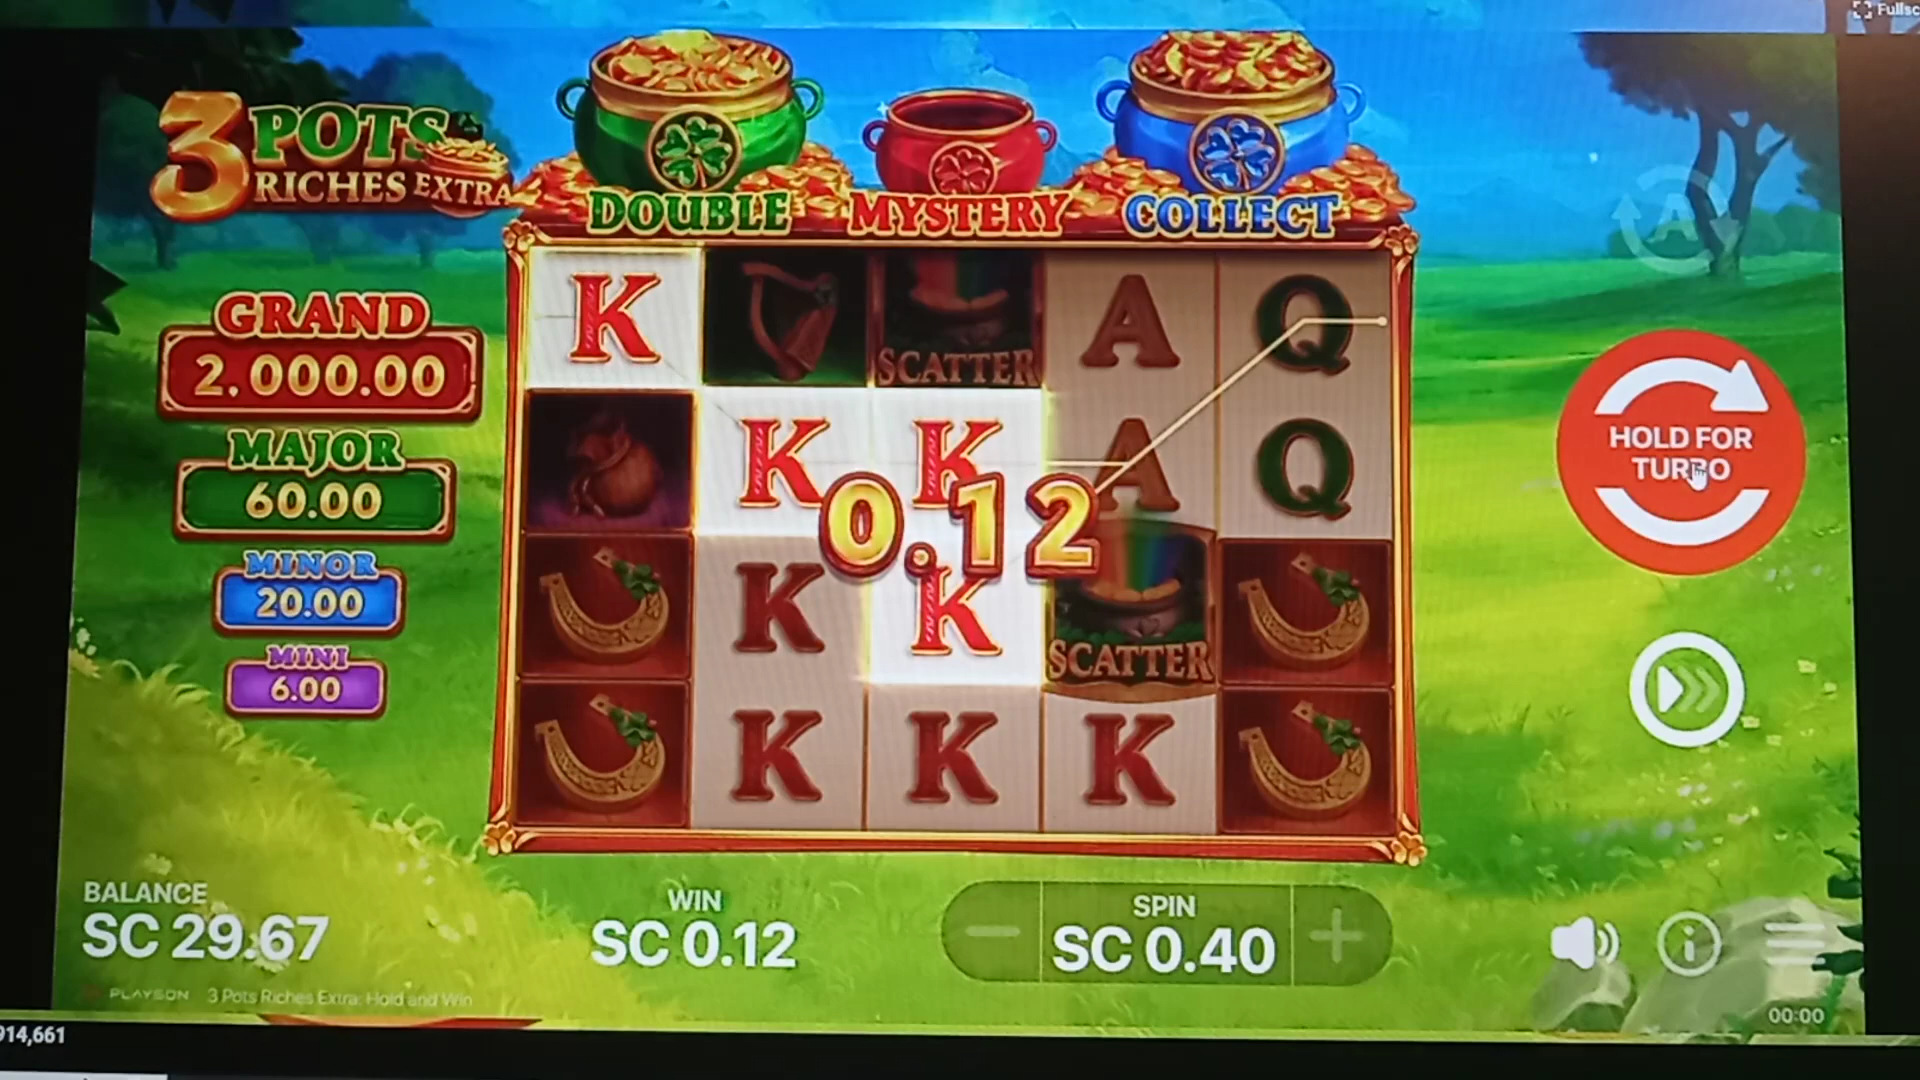 Fullsc
3 POTS
RICHES EXTRA
DOUBLE
MYSTERY
COLLECT
GRAND
2,000.00
MAJOR
60.00
MINOR
20.00
MINI
6.00
K
SCATTER
A
Q
K
K
A
Q
0.12
K
K
SCATTER
K
K
K
HOLD FOR
TURBO
A
BALANCE
SC 29.67
WIN
SC 0.12
SPIN
SC 0.40
PLAYSON 3 Pots Riches Extra: Hold and Win
00:00
914,661